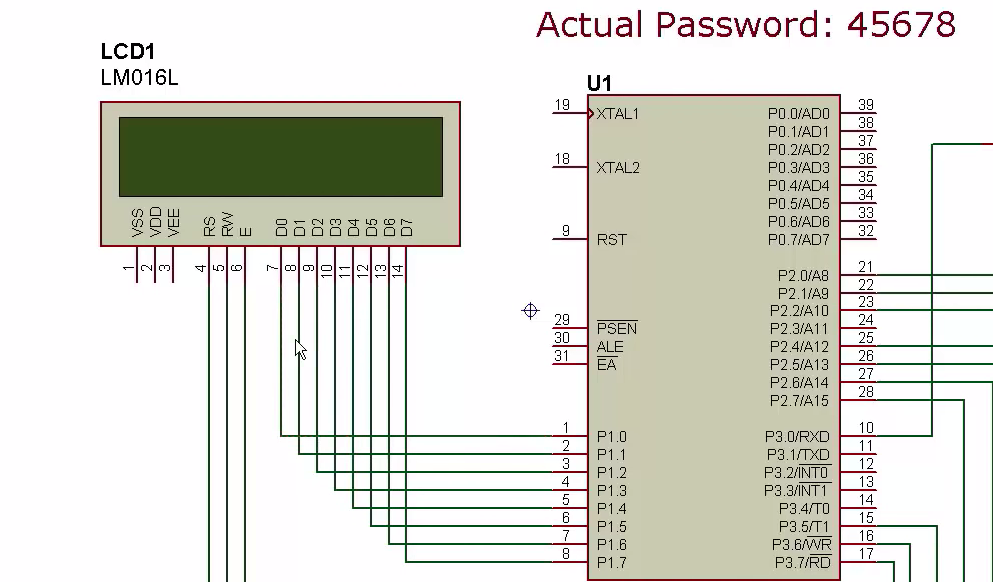 Actual Password: 45678
LCD1
LM016L
VSS
VDD
VEE
RS
RW
E
D0
D1
D2
D3
D4
D5
D6
D7
1
2
3
4
5
6
7
8
9
10
11
12
13
14
U1
19 XTAL1
18 XTAL2
9 RST
29 PSEN
30 ALE
31 EA
1 P1.0
2 P1.1
3 P1.2
4 P1.3
5 P1.4
6 P1.5
7 P1.6
8 P1.7
P0.0/AD0 39
P0.1/AD1 38
P0.2/AD2 37
P0.3/AD3 36
P0.4/AD4 35
P0.5/AD5 34
P0.6/AD6 33
P0.7/AD7 32
P2.0/A8 21
P2.1/A9 22
P2.2/A10 23
P2.3/A11 24
P2.4/A12 25
P2.5/A13 26
P2.6/A14 27
P2.7/A15 28
P3.0/RXD 10
P3.1/TXD 11
P3.2/INT0 12
P3.3/INT1 13
P3.4/T0 14
P3.5/T1 15
P3.6/WR 16
P3.7/RD 17